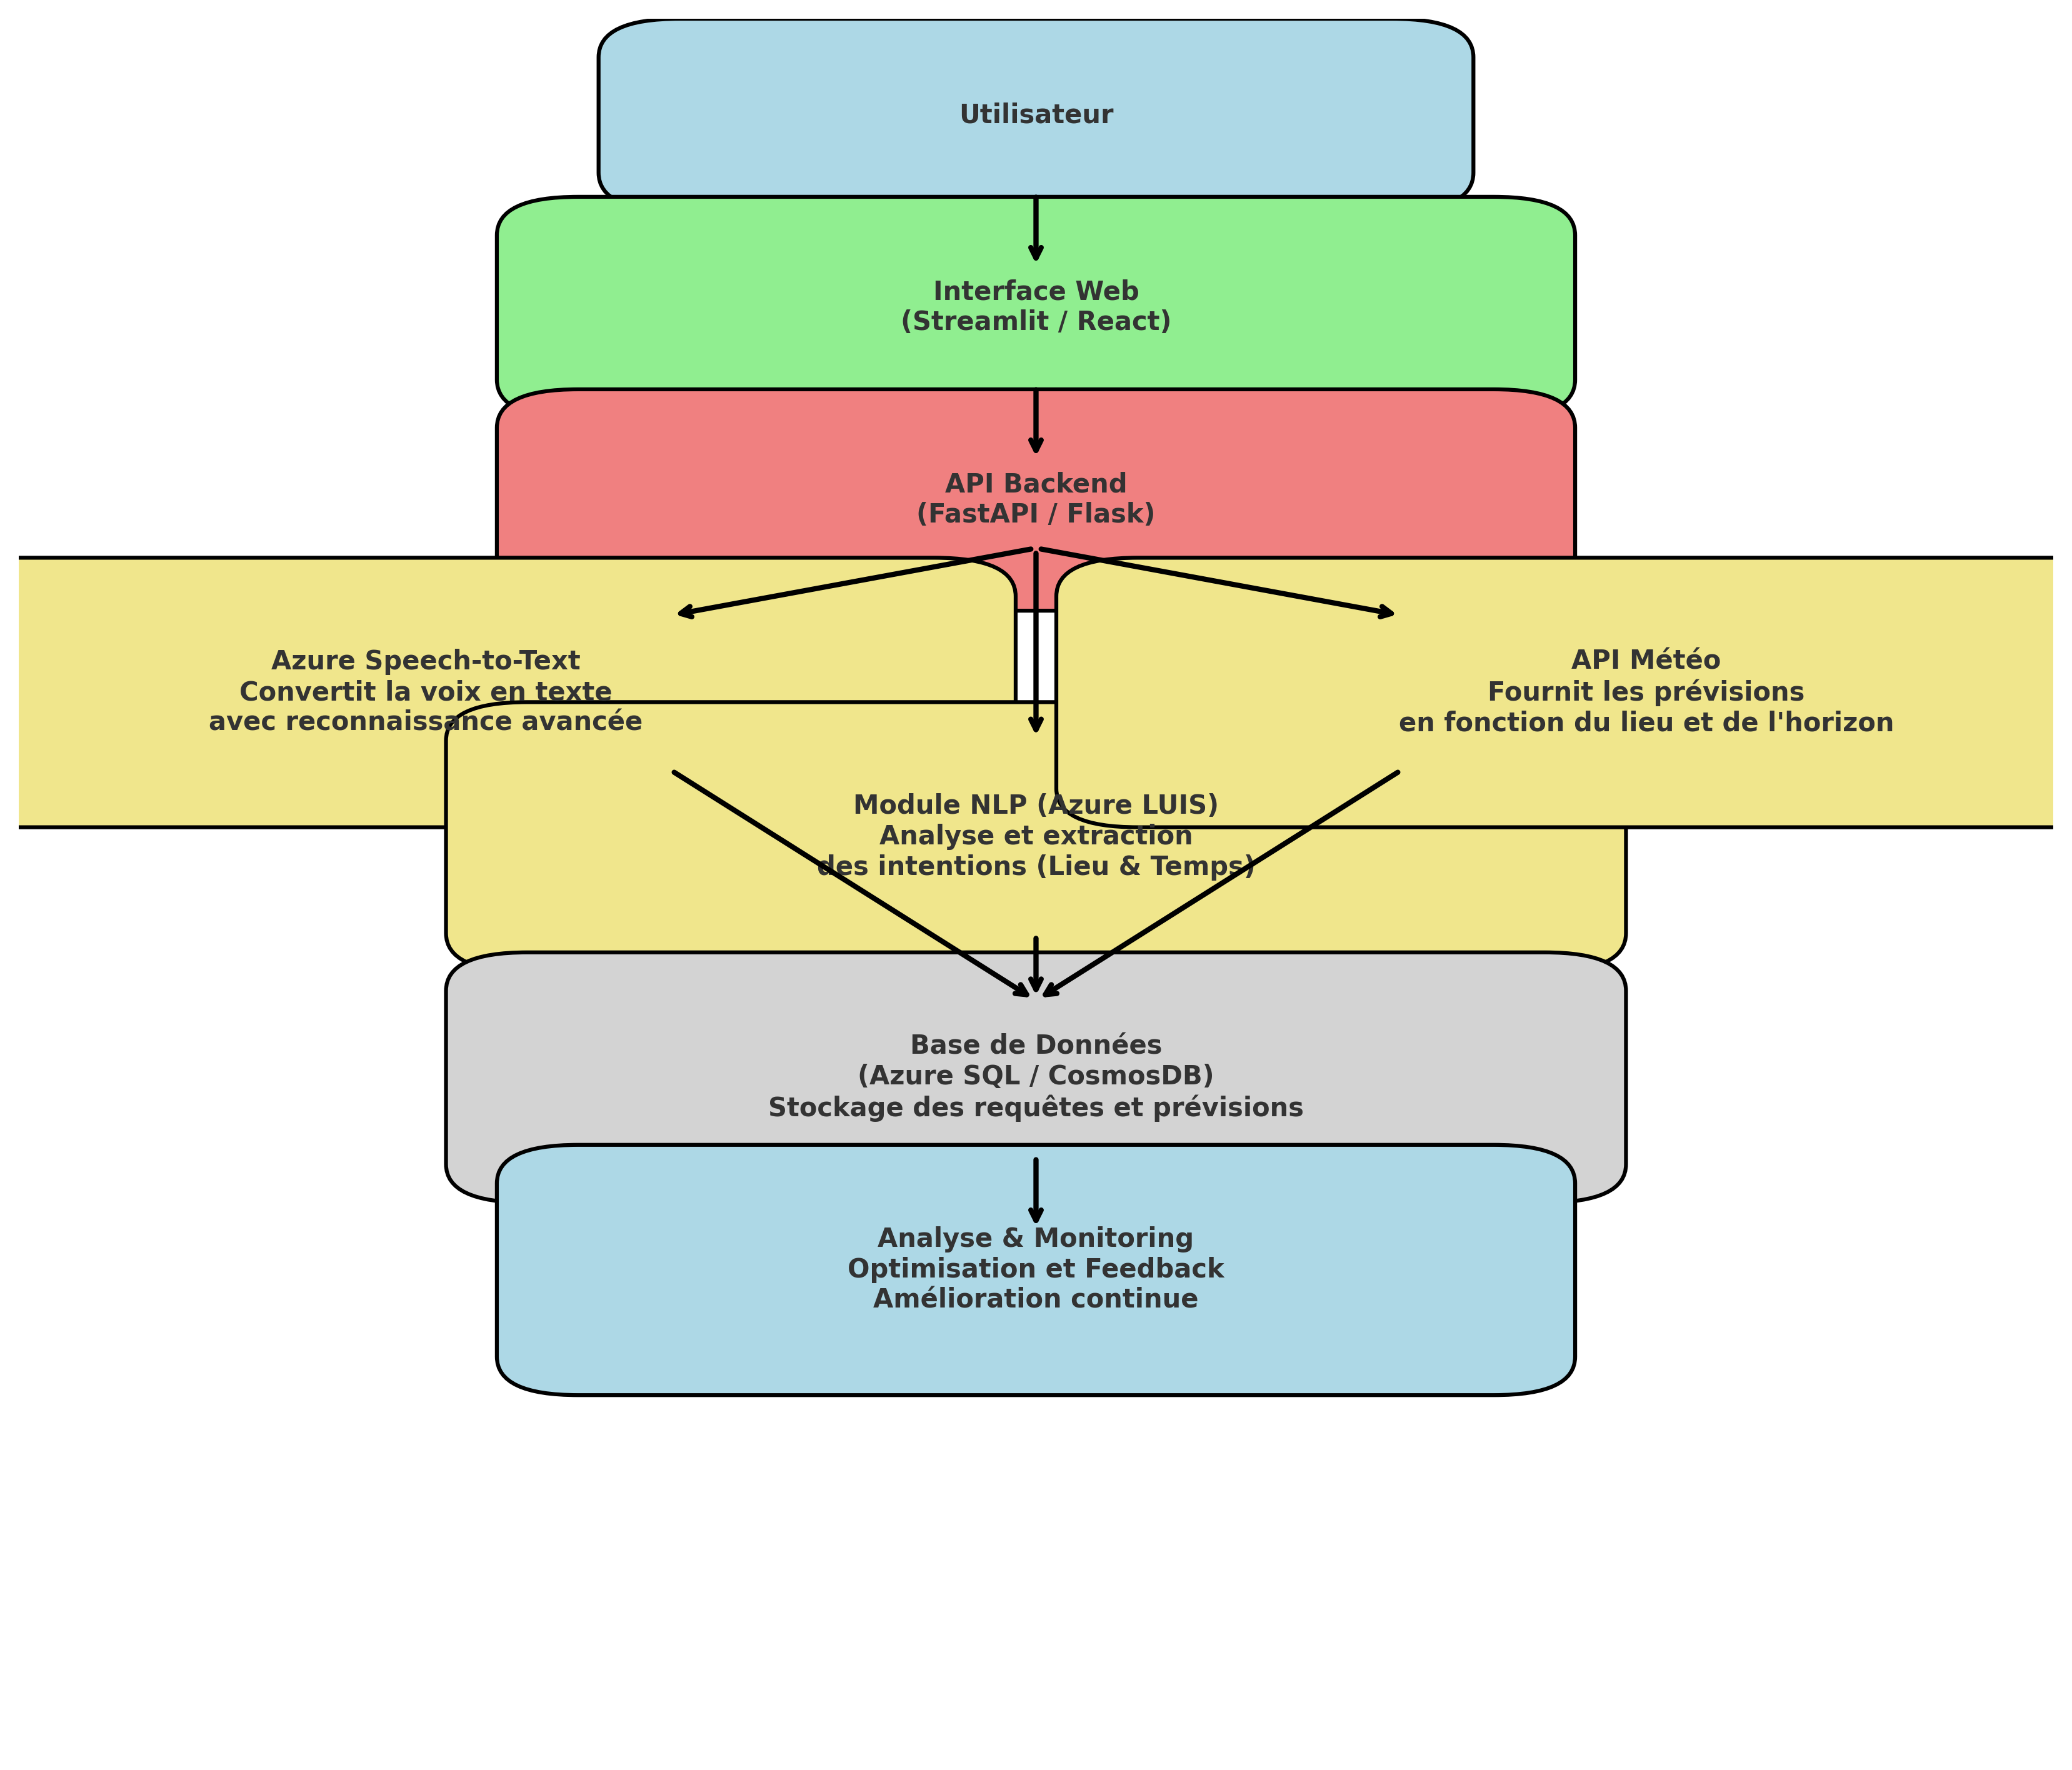 Utilisateur
Interface Web
(Streamlit / React)
API Backend
(FastAPI / Flask)
Azure Speech-to-Text
Convertit la voix en texte
avec reconnaissance avancée
API Météo
Fournit les prévisions
en fonction du lieu et de l'horizon
Module NLP (Azure LUIS)
Analyse et extraction
des intentions (Lieu & Temps)
Base de Données
(Azure SQL / CosmosDB)
Stockage des requêtes et prévisions
Analyse & Monitoring
Optimisation et Feedback
Amélioration continue